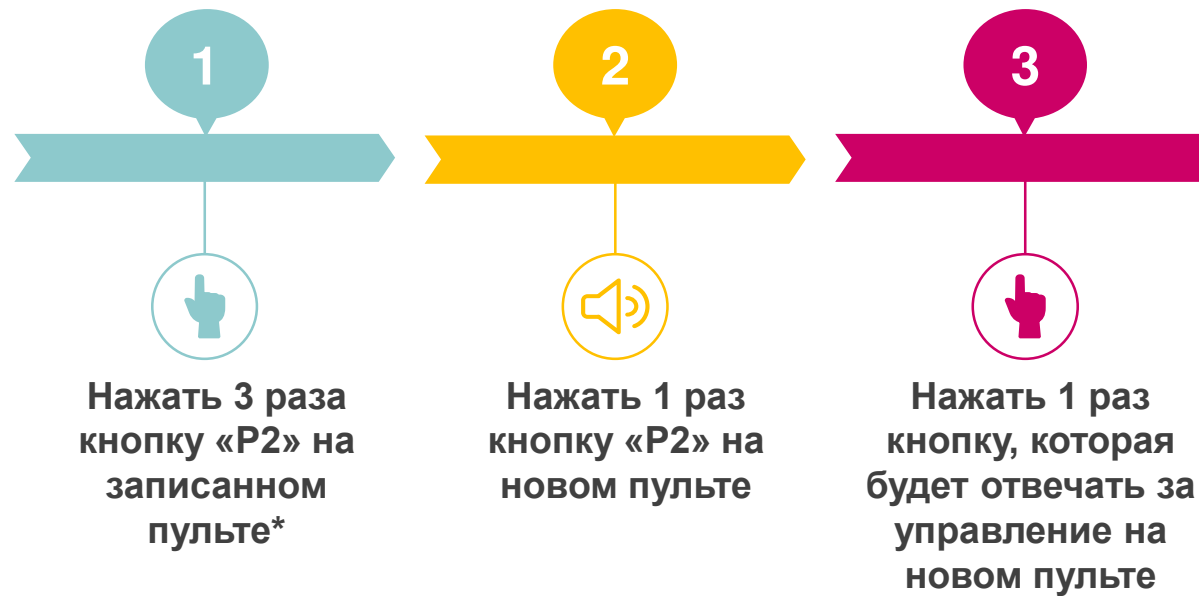 1
2
3
Нажать 3 раза
кнопку «P2» на
записанном
пульте*
Нажать 1 раз
кнопку «P2» на
новом пульте
Нажать 1 раз
кнопку, которая
будет отвечать за
управление на
новом пульте